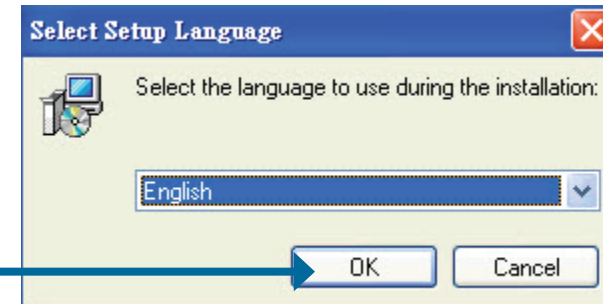 Select Setup Language
Select the language to use during the installation:
English
OK
Cancel